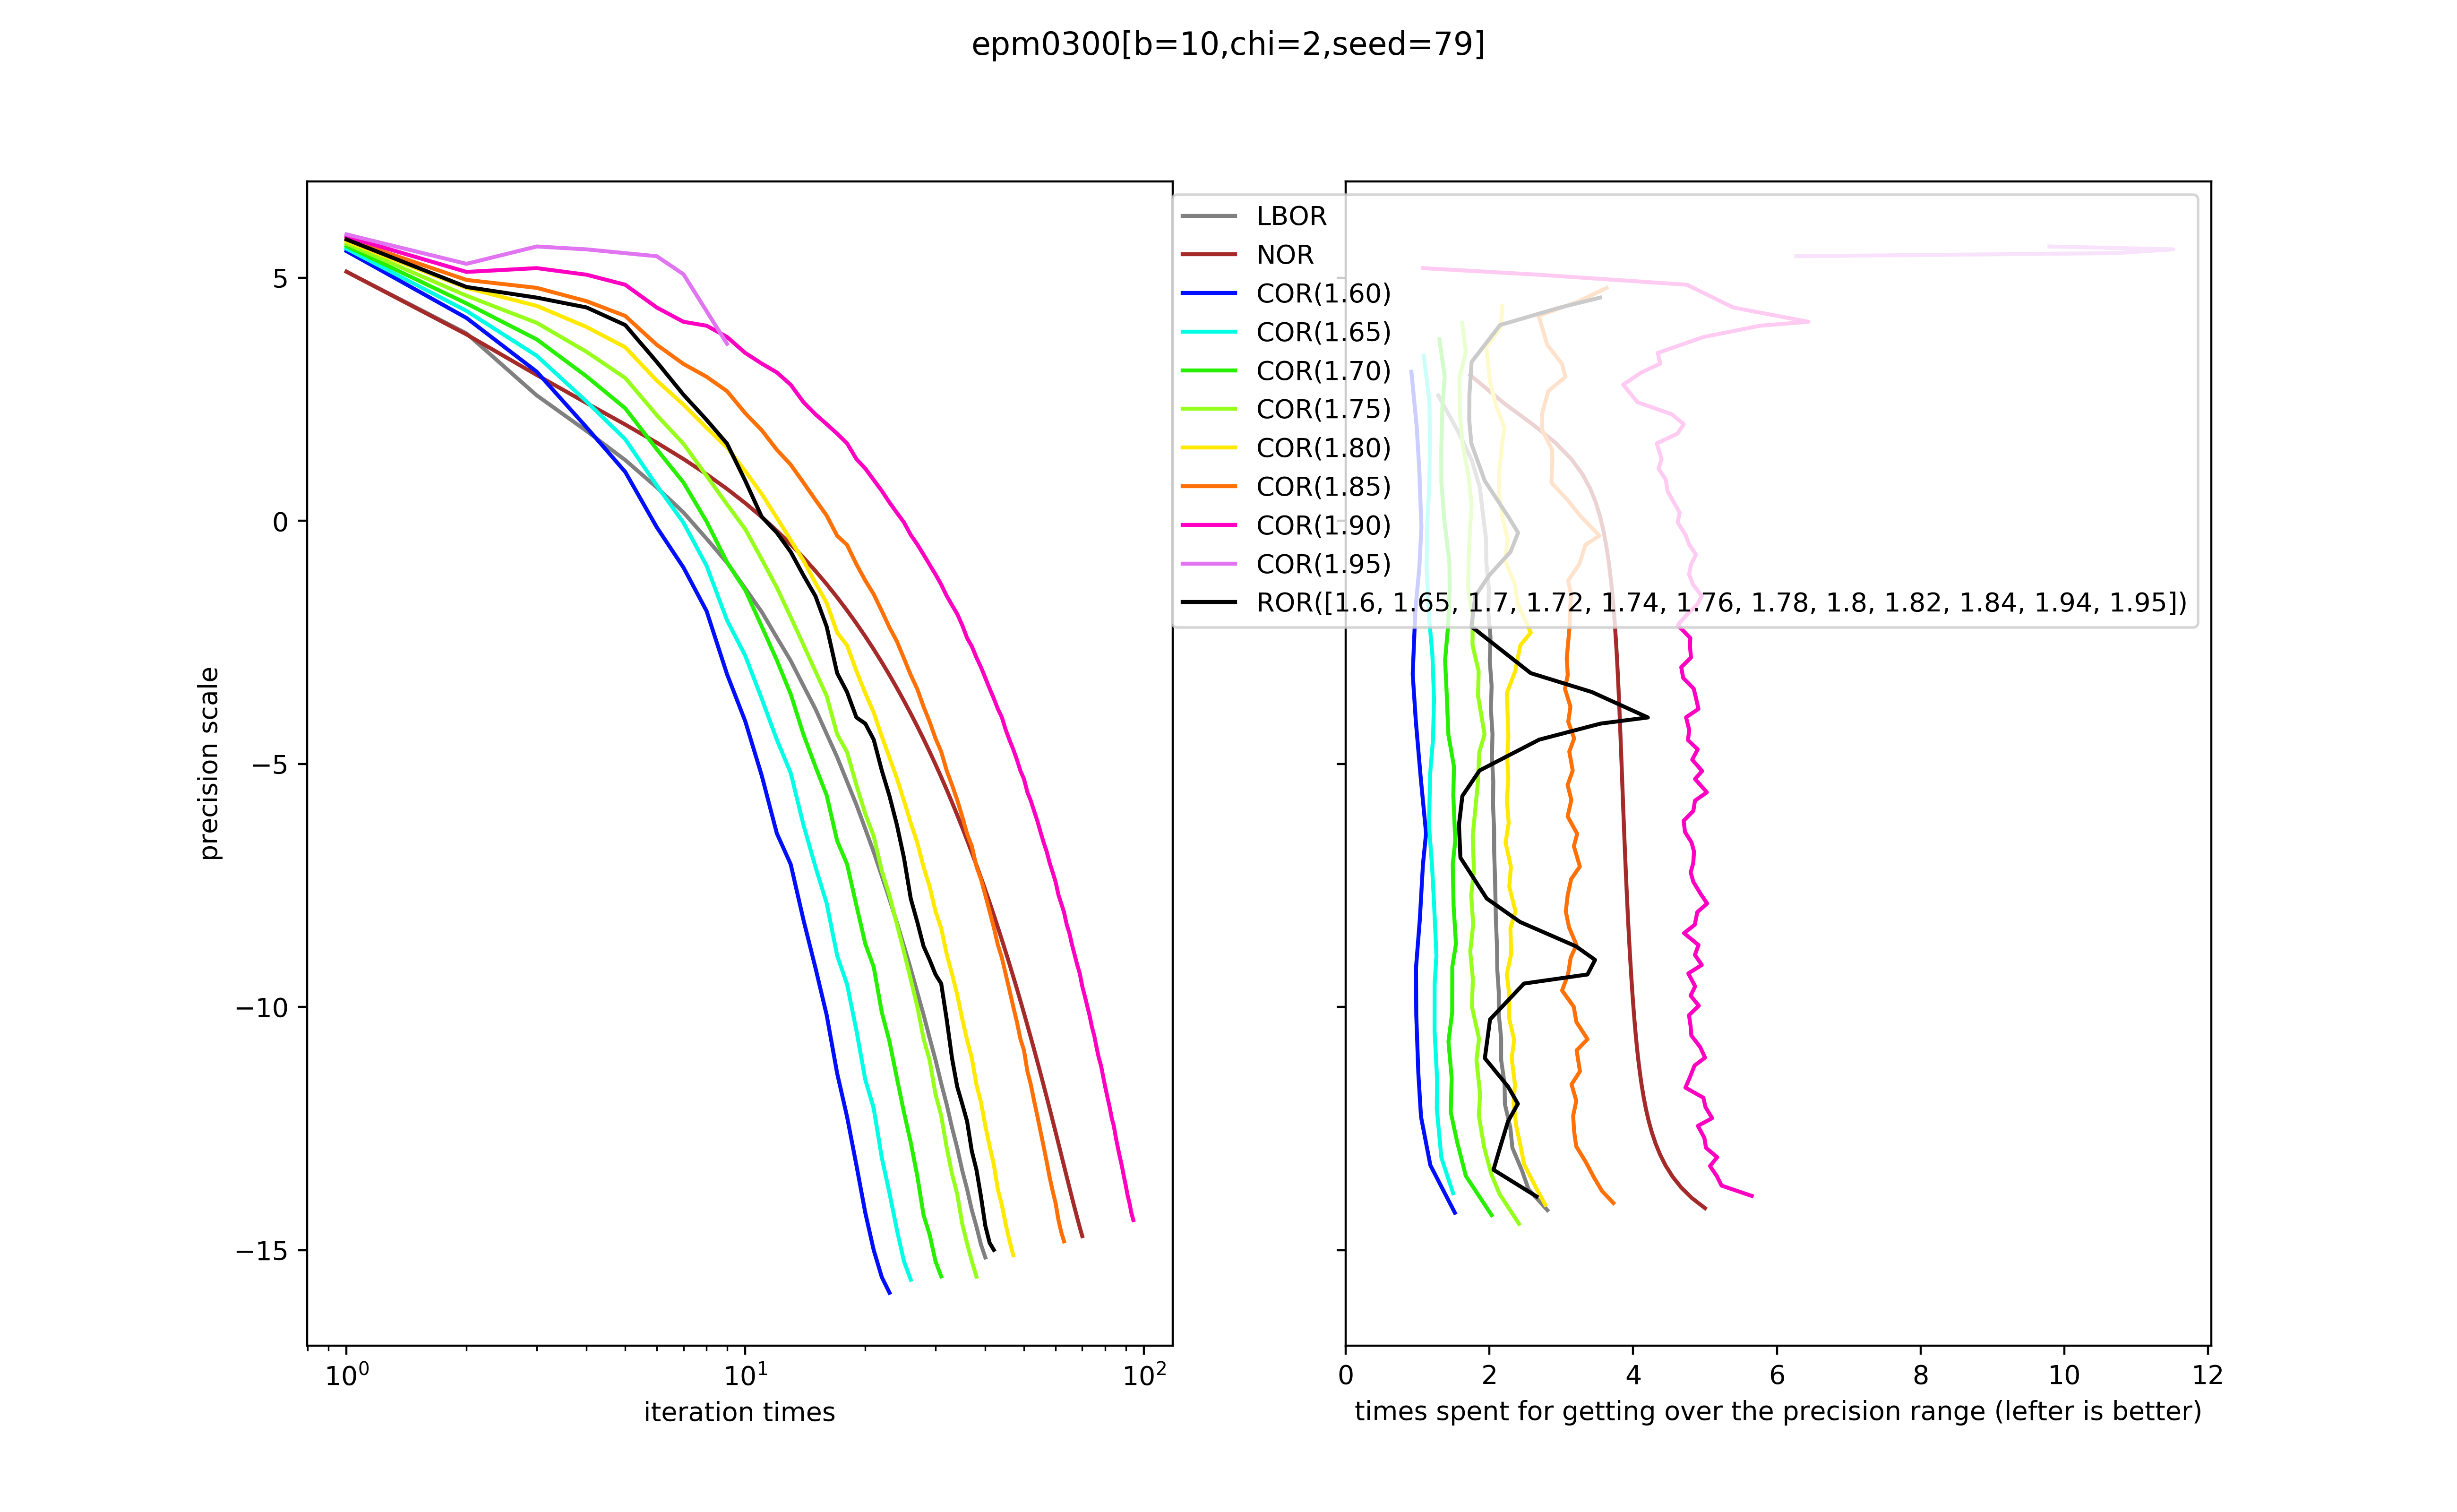 epm0300[b=10,chi=2,seed=79]
precision scale
5
0
−5
−10
−15
10⁰
10¹
10²
iteration times
LBOR
NOR
COR(1.60)
COR(1.65)
COR(1.70)
COR(1.75)
COR(1.80)
COR(1.85)
COR(1.90)
COR(1.95)
ROR([1.6, 1.65, 1.7, 1.72, 1.74, 1.76, 1.78, 1.8, 1.82, 1.84, 1.94, 1.95])
0 2 4 6 8 10 12
times spent for getting over the precision range (lefter is better)